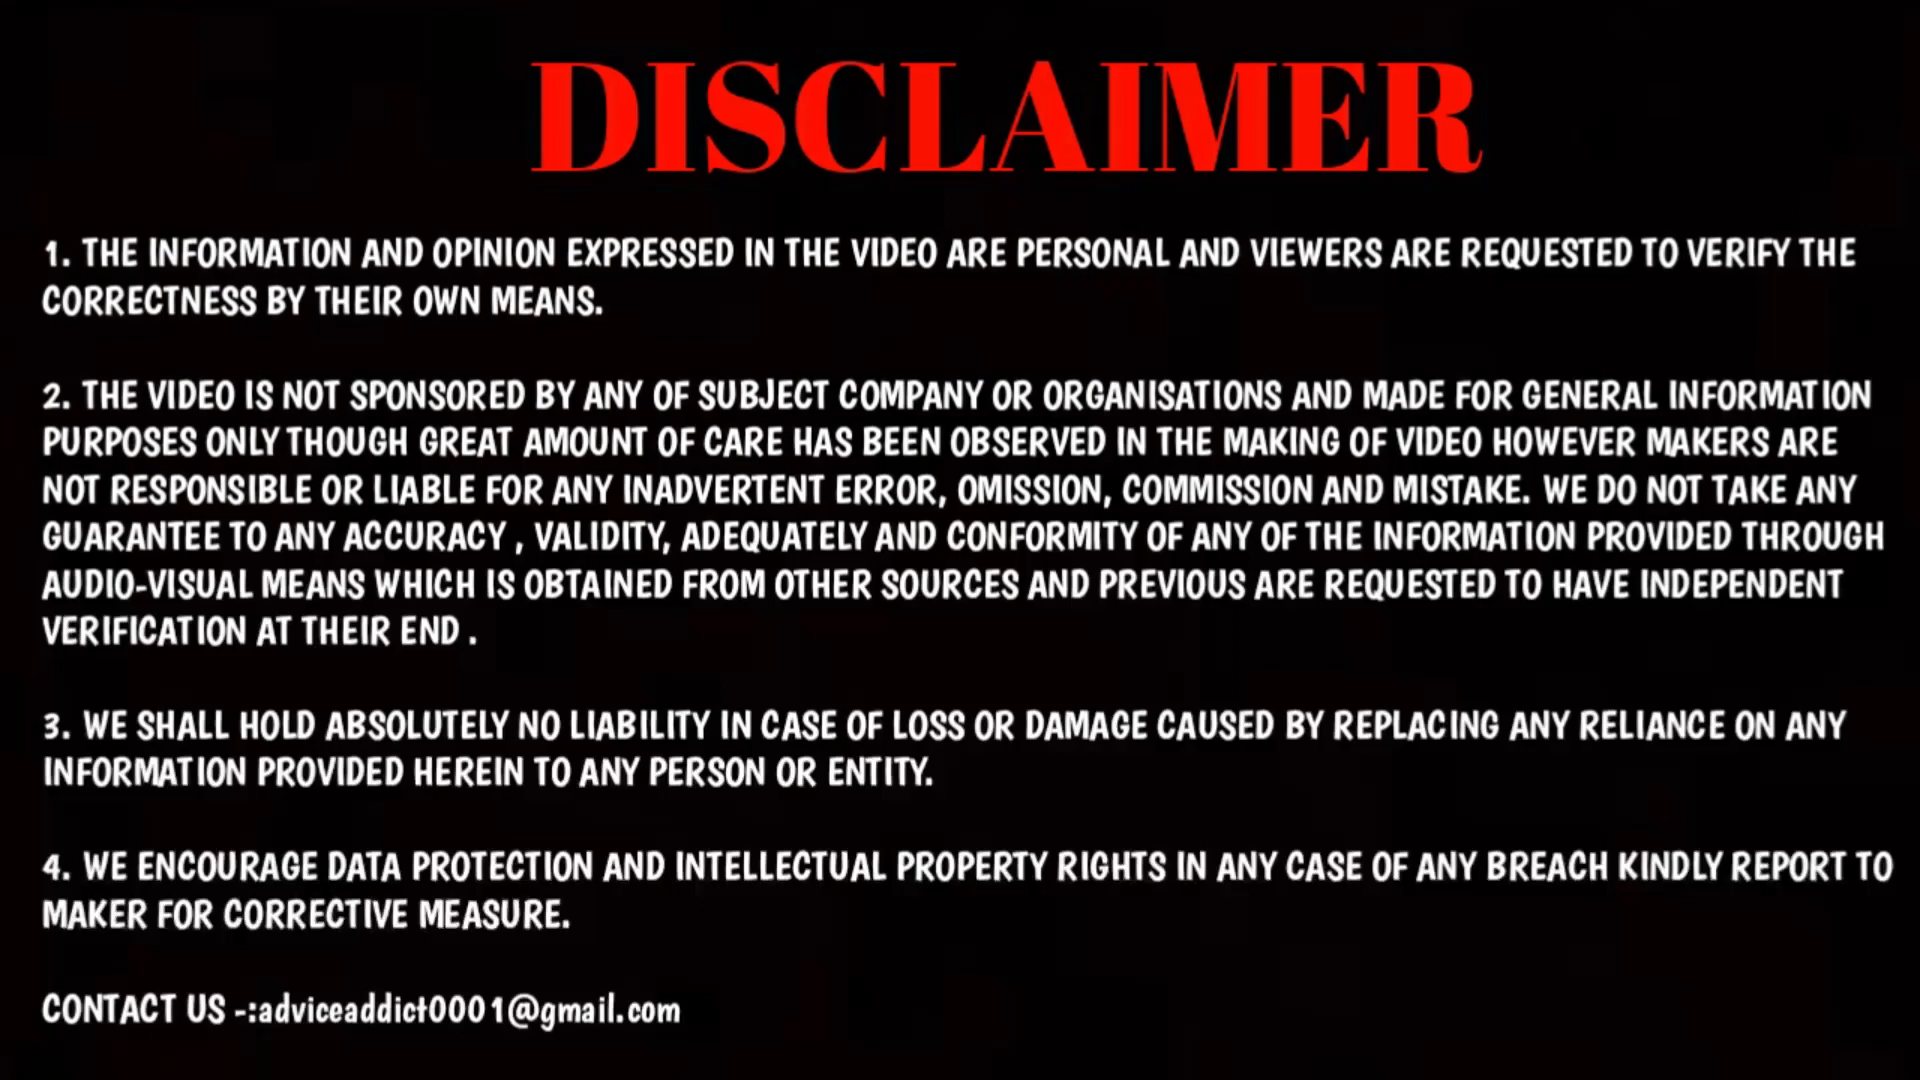 DISCLAIMER
1. THE INFORMATION AND OPINION EXPRESSED IN THE VIDEO ARE PERSONAL AND VIEWERS ARE REQUESTED TO VERIFY THE
CORRECTNESS BY THEIR OWN MEANS.
2. THE VIDEO IS NOT SPONSORED BY ANY OF SUBJECT COMPANY OR ORGANISATIONS AND MADE FOR GENERAL INFORMATION
PURPOSES ONLY THOUGH GREAT AMOUNT OF CARE HAS BEEN OBSERVED IN THE MAKING OF VIDEO HOWEVER MAKERS ARE
NOT RESPONSIBLE OR LIABLE FOR ANY INADVERTENT ERROR, OMISSION, COMMISSION AND MISTAKE. WE DO NOT TAKE ANY
GUARANTEE TO ANY ACCURACY , VALIDITY, ADEQUATELY AND CONFORMITY OF ANY OF THE INFORMATION PROVIDED THROUGH
AUDIO-VISUAL MEANS WHICH IS OBTAINED FROM OTHER SOURCES AND PREVIOUS ARE REQUESTED TO HAVE INDEPENDENT
VERIFICATION AT THEIR END .
3. WE SHALL HOLD ABSOLUTELY NO LIABILITY IN CASE OF LOSS OR DAMAGE CAUSED BY REPLACING ANY RELIANCE ON ANY
INFORMATION PROVIDED HEREIN TO ANY PERSON OR ENTITY.
4. WE ENCOURAGE DATA PROTECTION AND INTELLECTUAL PROPERTY RIGHTS IN ANY CASE OF ANY BREACH KINDLY REPORT TO
MAKER FOR CORRECTIVE MEASURE.
CONTACT US -:adviceaddict0001@gmail.com